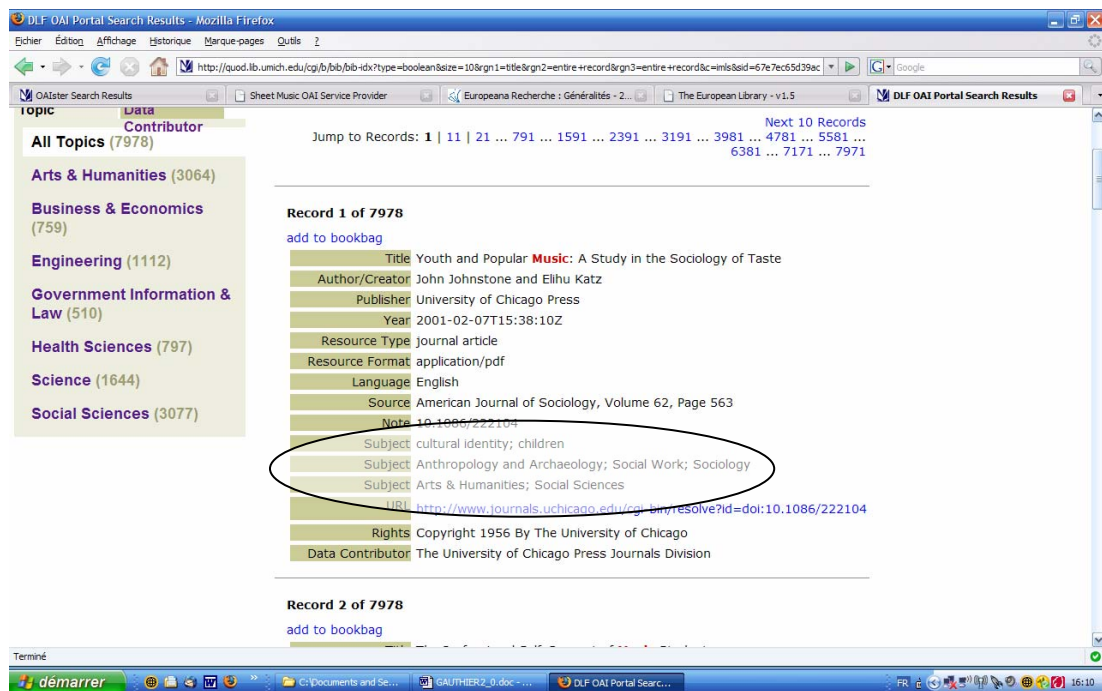 DLF OAI Portal Search Results - Mozilla Firefox
Fichier Édition Affichage Historique Marque-pages Outils ?
http://quod.lib.umich.edu/cgi/b/bib/bib-idx?type=boolean&size=10&rgn1=title&rgn2=entire+record&rgn3=entire+record&c=imls&sid=67e7ec65d39ac
Google
OAIster Search Results
Sheet Music OAI Service Provider
Europeana Recherche : Généralités - 2...
The European Library - v1.5
DLF OAI Portal Search Results
Topic
Data Contributor
All Topics (7978)
Arts & Humanities (3064)
Business & Economics
(759)
Engineering (1112)
Government Information &
Law (510)
Health Sciences (797)
Science (1644)
Social Sciences (3077)
Next 10 Records
Jump to Records: 1 | 11 | 21 ... 791 ... 1591 ... 2391 ... 3191 ... 3981 ... 4781 ... 5581 ...
6381 ... 7171 ... 7971
Record 1 of 7978
add to bookbag
Title Youth and Popular Music: A Study in the Sociology of Taste
Author/Creator John Johnstone and Elihu Katz
Publisher University of Chicago Press
Year 2001-02-07T15:38:10Z
Resource Type journal article
Resource Format application/pdf
Language English
Source American Journal of Sociology, Volume 62, Page 563
Note 10.1086/222104
Subject cultural identity; children
Subject Anthropology and Archaeology; Social Work; Sociology
Subject Arts & Humanities; Social Sciences
URL http://www.journals.uchicago.edu/cgi-bin/resolve?id=doi:10.1086/222104
Rights Copyright 1956 By The University of Chicago
Data Contributor The University of Chicago Press Journals Division
Record 2 of 7978
add to bookbag
Terminé
démarrer
C:\Documents and Se...
GAUTHIER2_0.doc - ...
DLF OAI Portal Searc...
FR
16:10